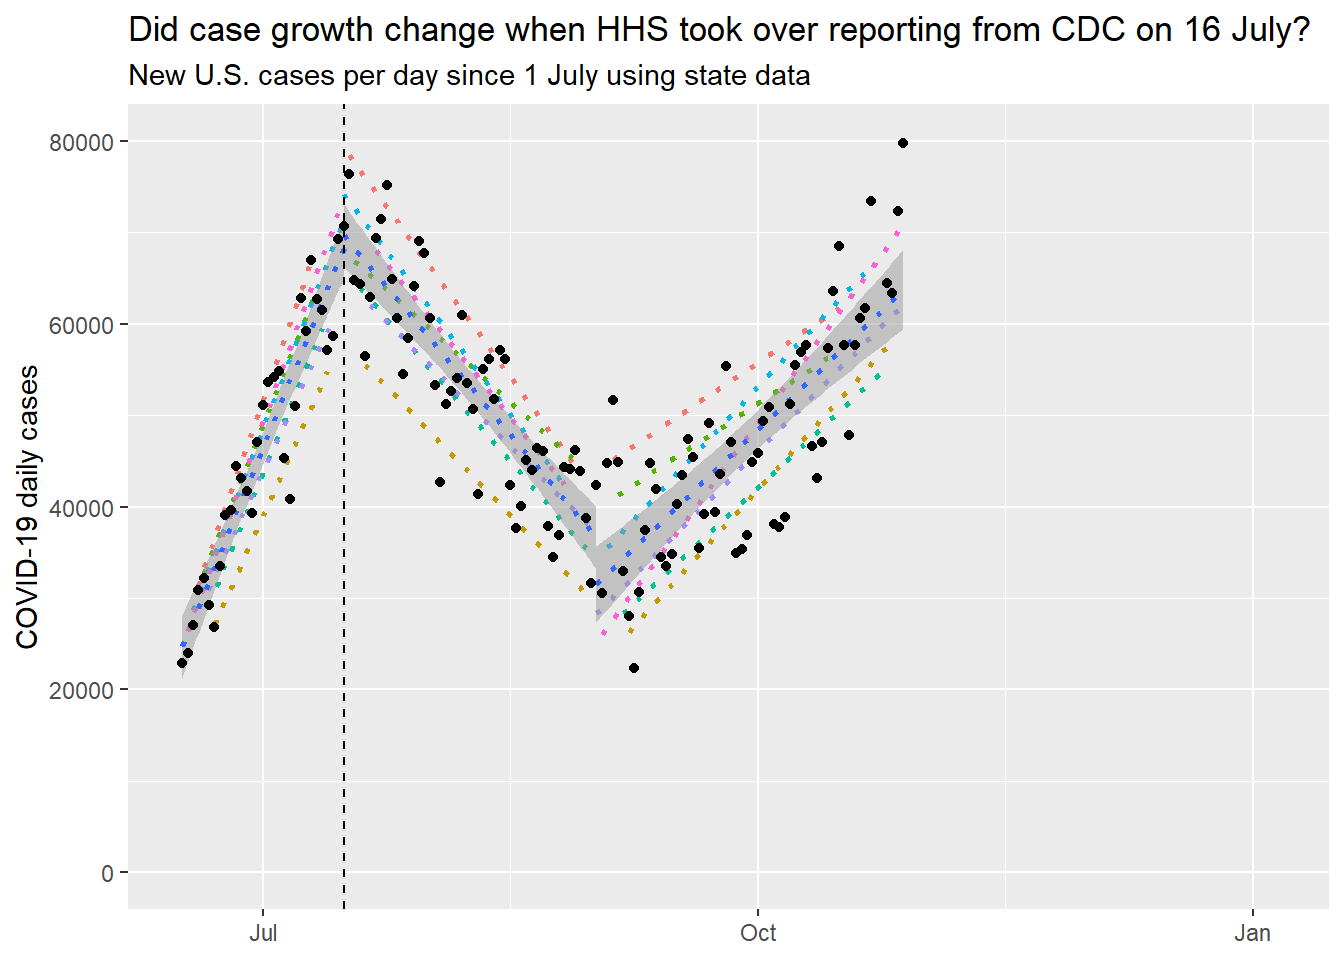 Did case growth change when HHS took over reporting from CDC on 16 July?
New U.S. cases per day since 1 July using state data
COVID-19 daily cases
80000
60000
40000
20000
0
Jul
Oct
Jan